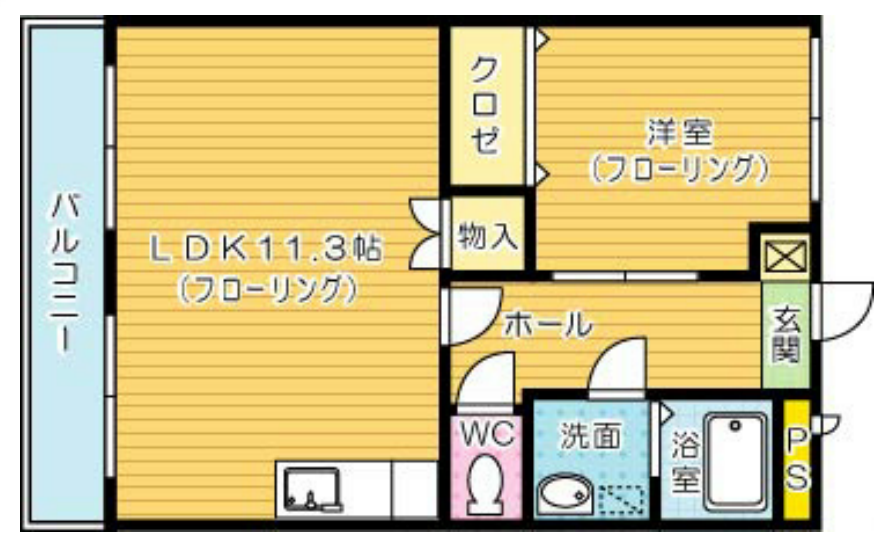 クロゼ
洋室
(フローリング)
バルコニー
物入
LDK11.3帖
(フローリング)
ホール
玄関
WC
洗面
浴室
PS